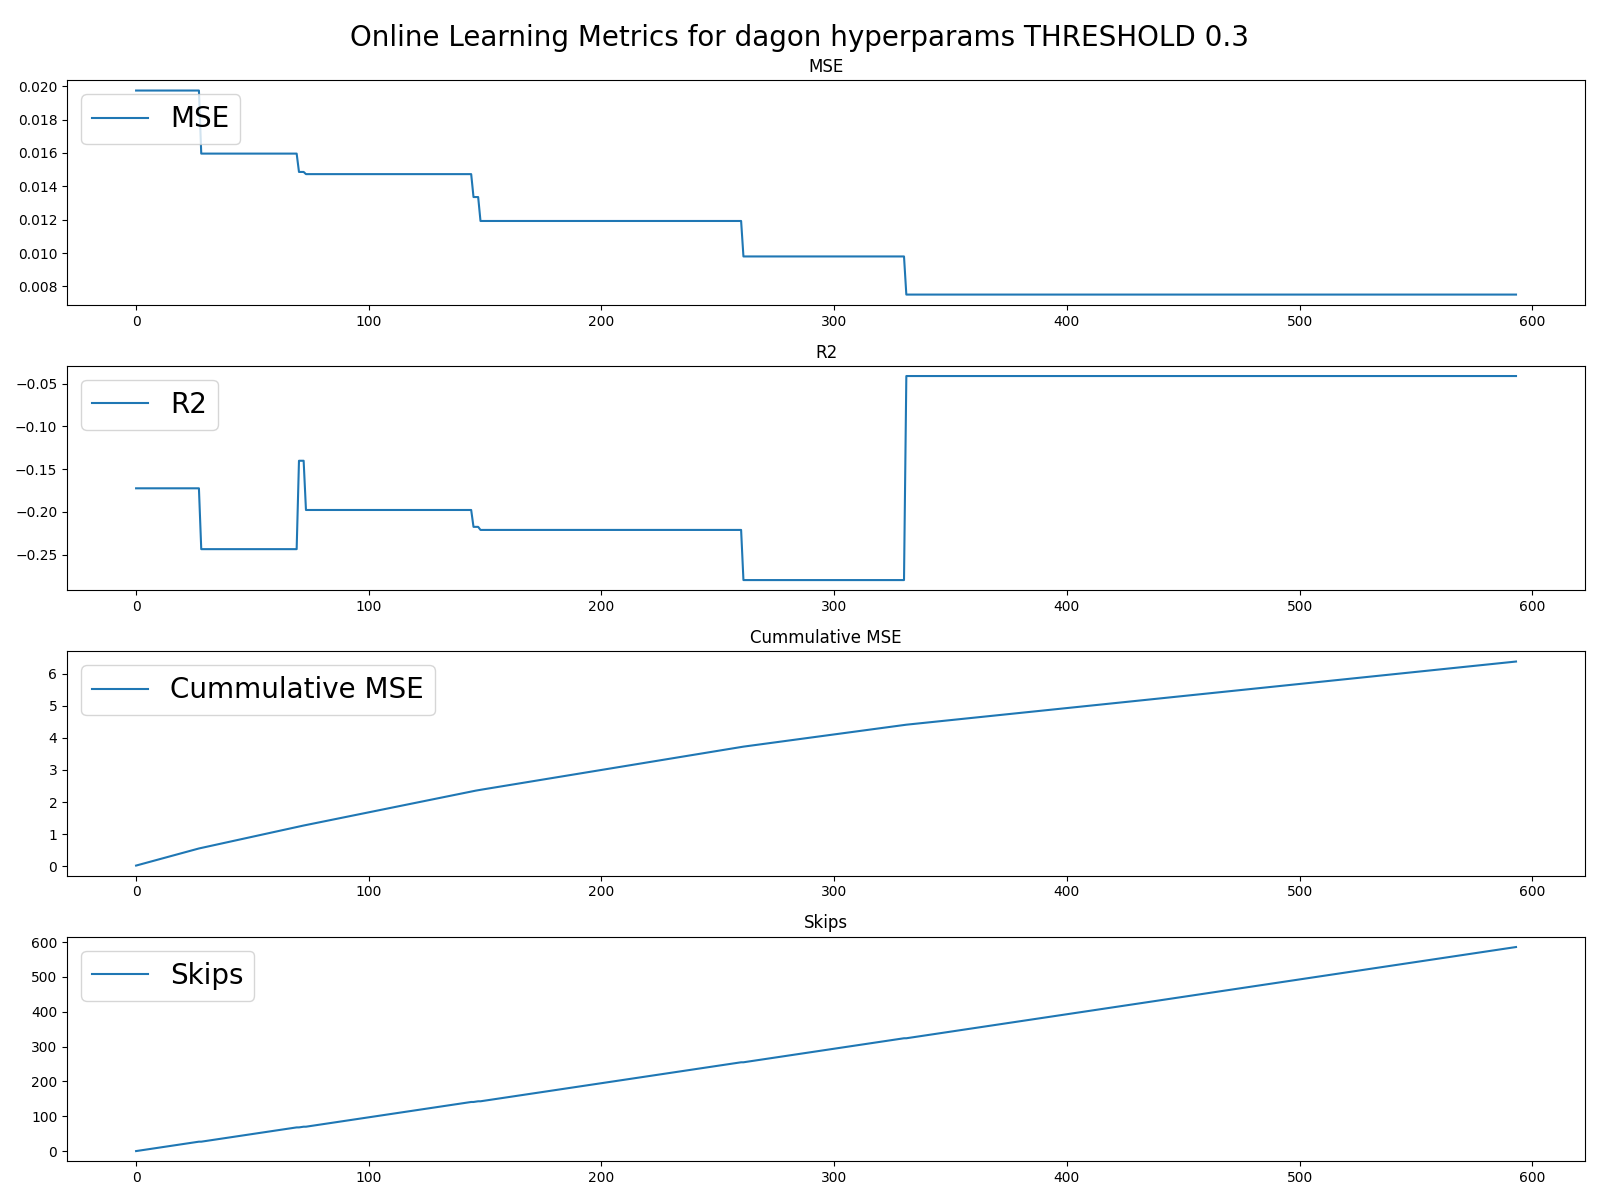 Online Learning Metrics for dagon hyperparams THRESHOLD 0.3
MSE
0.020
0.018
0.016
0.014
0.012
0.010
0.008
MSE
0 100 200 300 400 500 600
R2
−0.05
−0.10
−0.15
−0.20
−0.25
R2
0 100 200 300 400 500 600
Cummulative MSE
6
5
4
3
2
1
0
Cummulative MSE
0 100 200 300 400 500 600
Skips
600
500
400
300
200
100
0
Skips
0 100 200 300 400 500 600